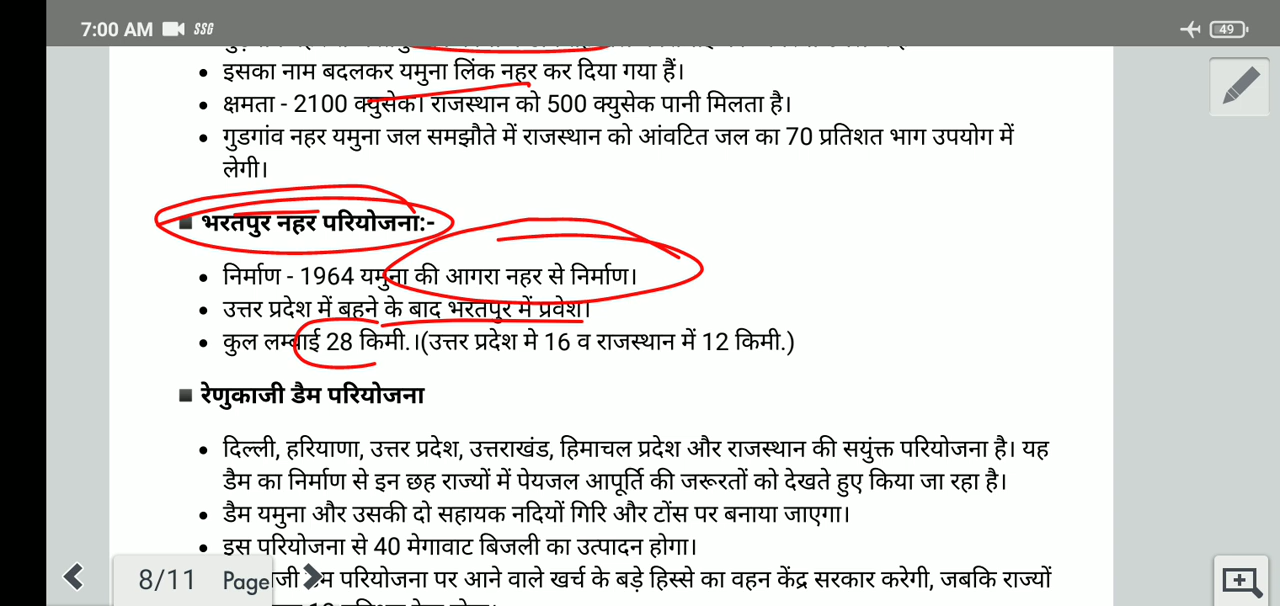 7:00 AM SSG 49
इसका नाम बदलकर यमुना लिंक नहर कर दिया गया हैं।
क्षमता - 2100 क्युसेक। राजस्थान को 500 क्युसेक पानी मिलता है।
गुडगांव नहर यमुना जल समझौते में राजस्थान को आंवटित जल का 70 प्रतिशत भाग उपयोग में
लेगी।
भरतपुर नहर परियोजना:-
निर्माण - 1964 यमुना की आगरा नहर से निर्माण।
उत्तर प्रदेश में बहने के बाद भरतपुर में प्रवेश।
कुल लम्बाई 28 किमी.।(उत्तर प्रदेश मे 16 व राजस्थान में 12 किमी.)
रेणुकाजी डैम परियोजना
दिल्ली, हरियाणा, उत्तर प्रदेश, उत्तराखंड, हिमाचल प्रदेश और राजस्थान की सयुंक्त परियोजना है। यह
डैम का निर्माण से इन छह राज्यों में पेयजल आपूर्ति की जरूरतों को देखते हुए किया जा रहा है।
डैम यमुना और उसकी दो सहायक नदियों गिरि और टोंस पर बनाया जाएगा।
इस परियोजना से 40 मेगावाट बिजली का उत्पादन होगा।
जी डैम परियोजना पर आने वाले खर्च के बड़े हिस्से का वहन केंद्र सरकार करेगी, जबकि राज्यों
8/11 Page